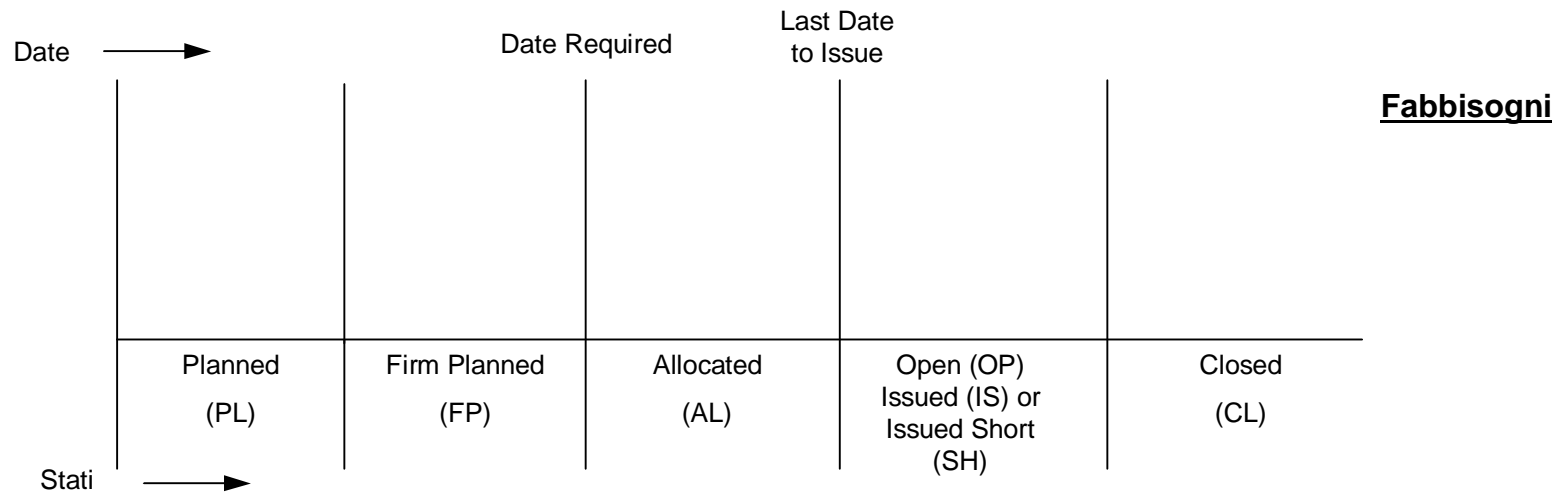 Date
Date Required
Last Date
to Issue
Fabbisogni
Planned
(PL)
Firm Planned
(FP)
Allocated
(AL)
Open (OP)
Issued (IS) or
Issued Short
(SH)
Closed
(CL)
Stati